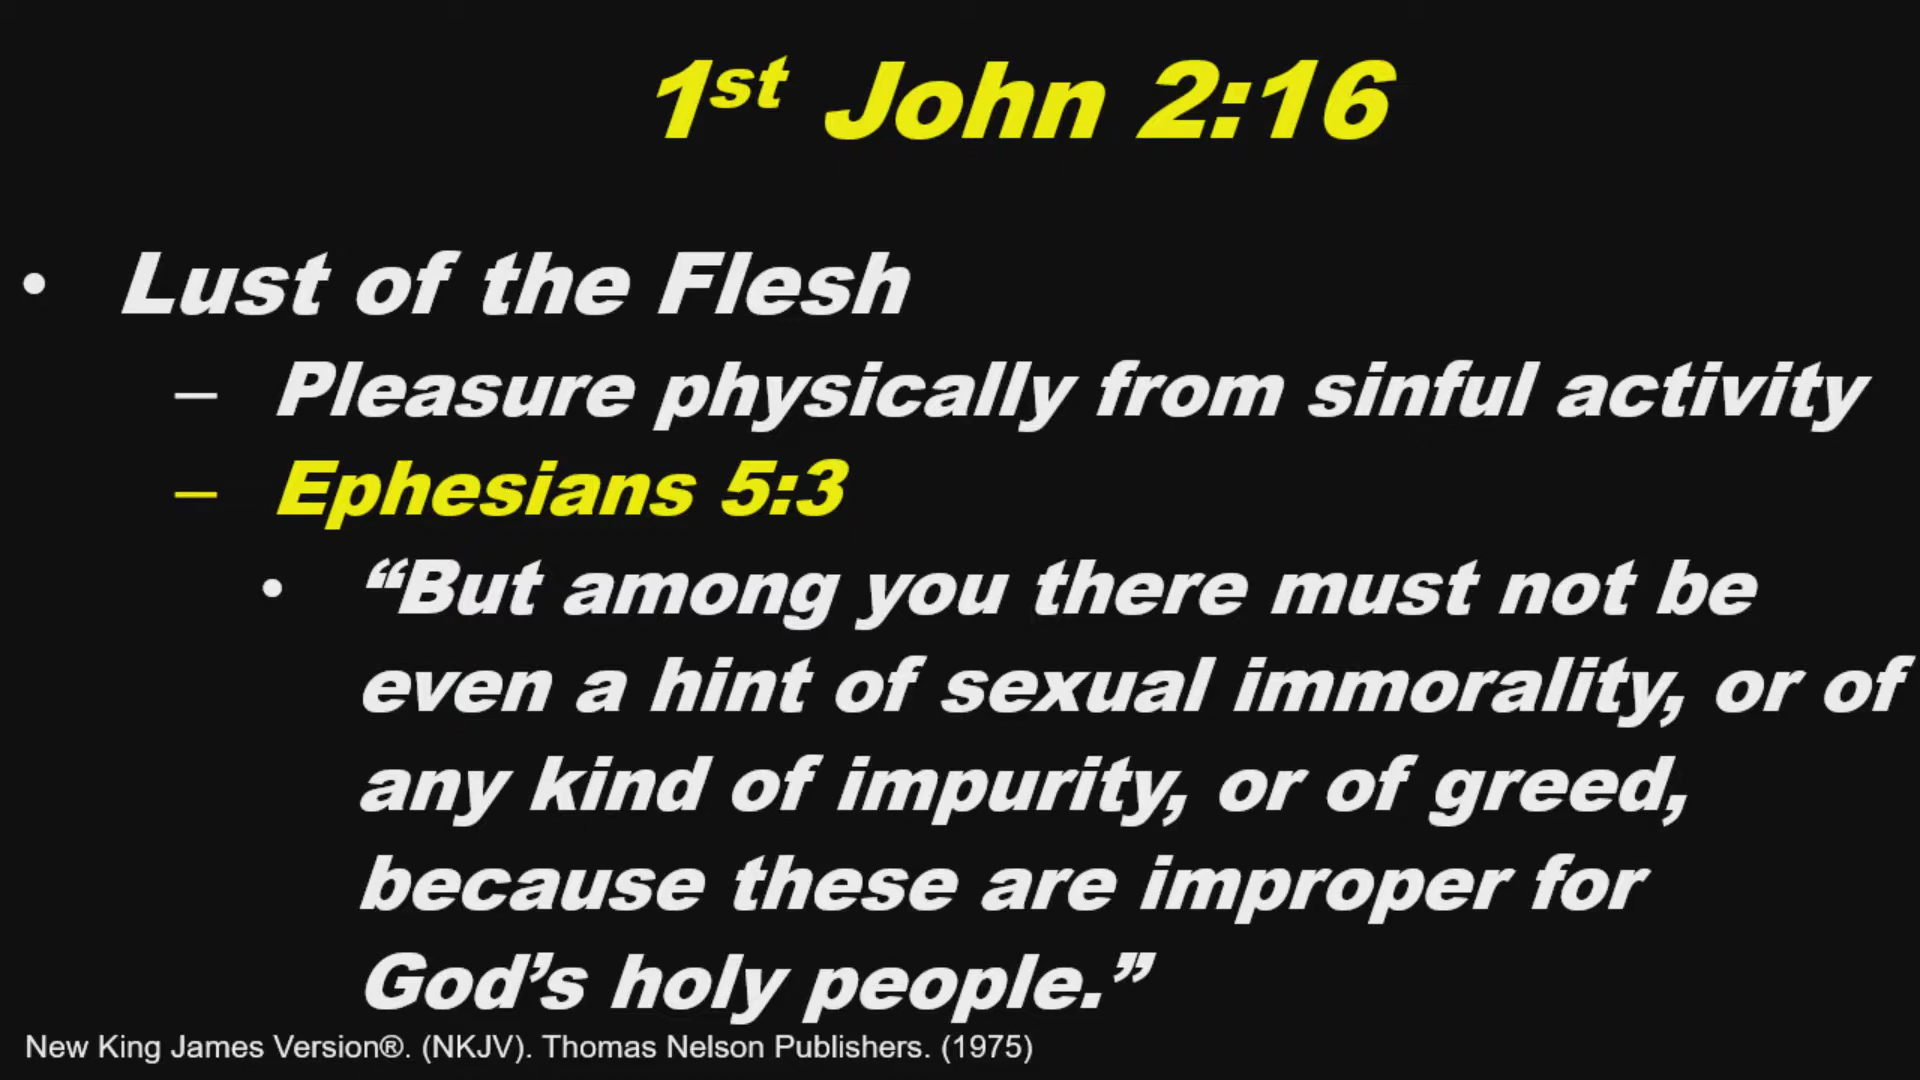 1st John 2:16
• Lust of the Flesh
– Pleasure physically from sinful activity
– Ephesians 5:3
• “But among you there must not be
even a hint of sexual immorality, or of
any kind of impurity, or of greed,
because these are improper for
God’s holy people.”
New King James Version®. (NKJV). Thomas Nelson Publishers. (1975)